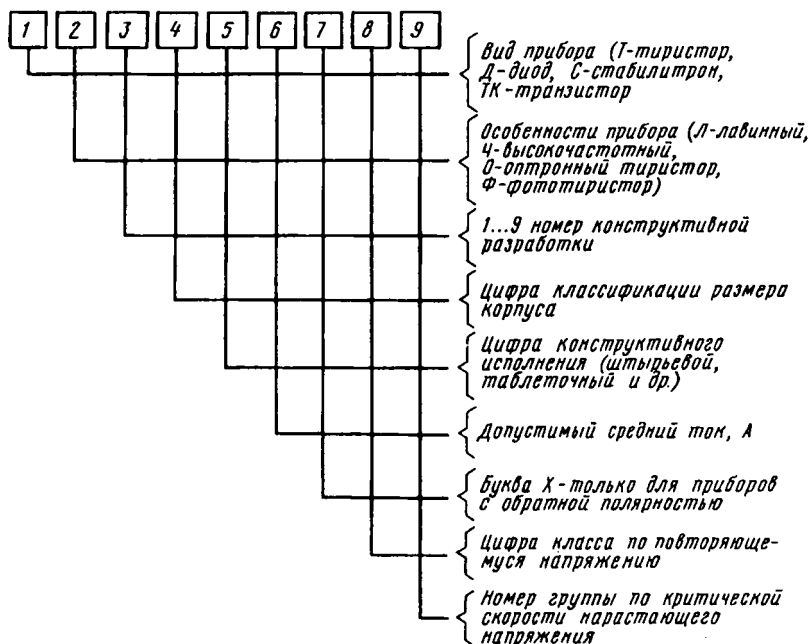 1 2 3 4 5 6 7 8 9
Вид прибора (Т-тиристор,
Д-диод, С-стабилитрон,
ТК-транзистор
Особенности прибора (Л-лавинный,
Ч-высокочастотный,
О-оптронный тиристор,
Ф-фототиристор)
1...9 номер конструктивной
разработки
Цифра классификации размера
корпуса
Цифра конструктивного
исполнения (штырьевой,
таблеточный и др.)
Допустимый средний ток, А
Буква Х-только для приборов
с обратной полярностью
Цифра класса по повторяюще-
муся напряжению
Номер группы по критической
скорости нарастающего
напряжения